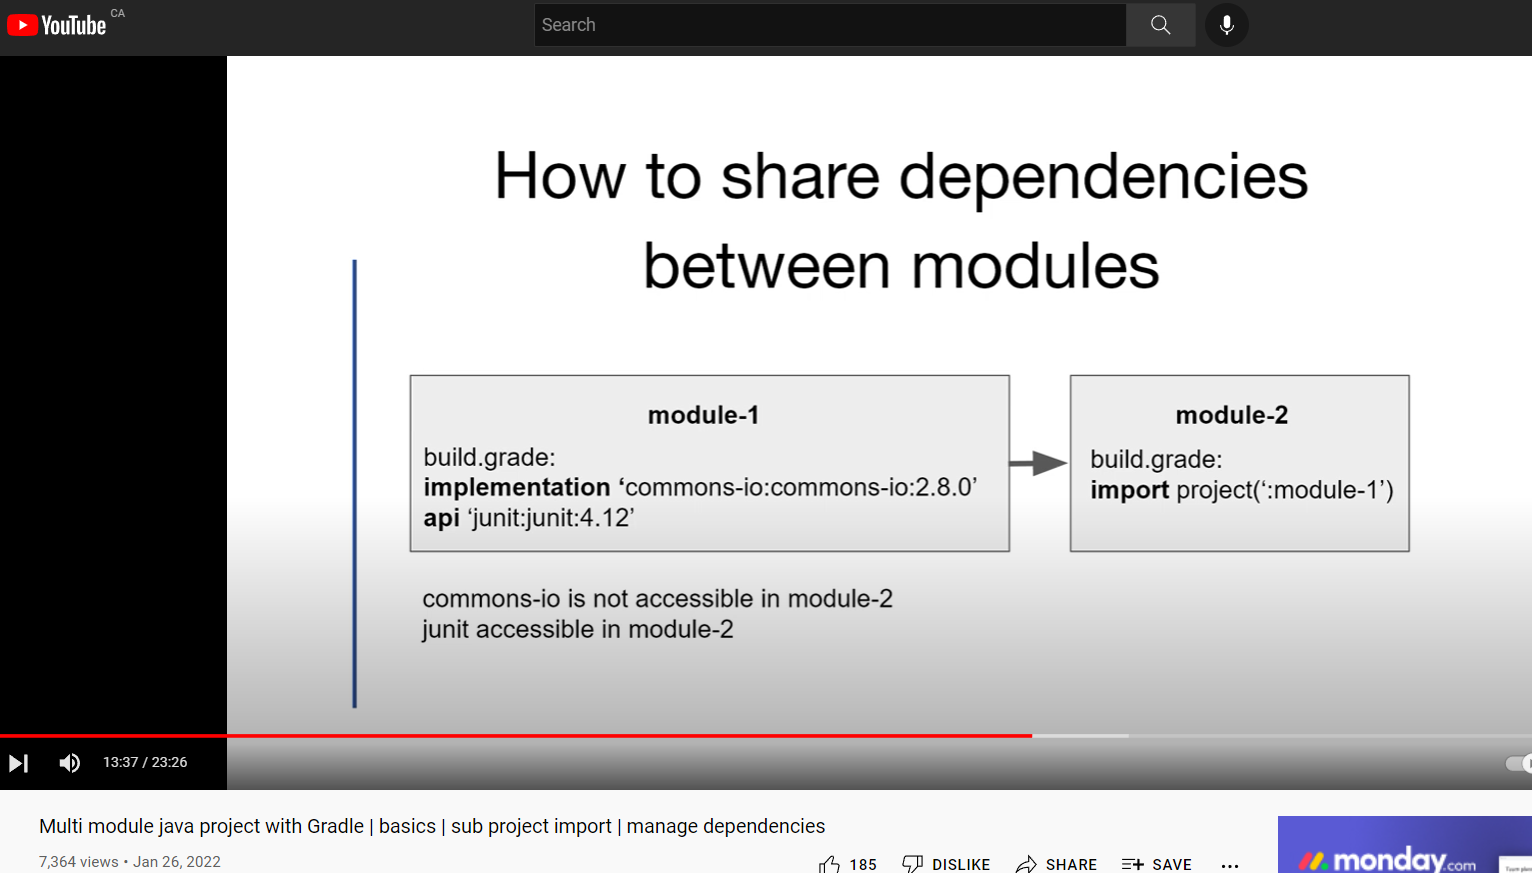 YouTube CA
Search
How to share dependencies
between modules
module-1
build.grade:
implementation ‘commons-io:commons-io:2.8.0’
api ‘junit:junit:4.12’
module-2
build.grade:
import project(‘:module-1’)
commons-io is not accessible in module-2
junit accessible in module-2
13:37 / 23:26
Multi module java project with Gradle | basics | sub project import | manage dependencies
7,364 views • Jan 26, 2022
185 DISLIKE SHARE SAVE ...
monday.com